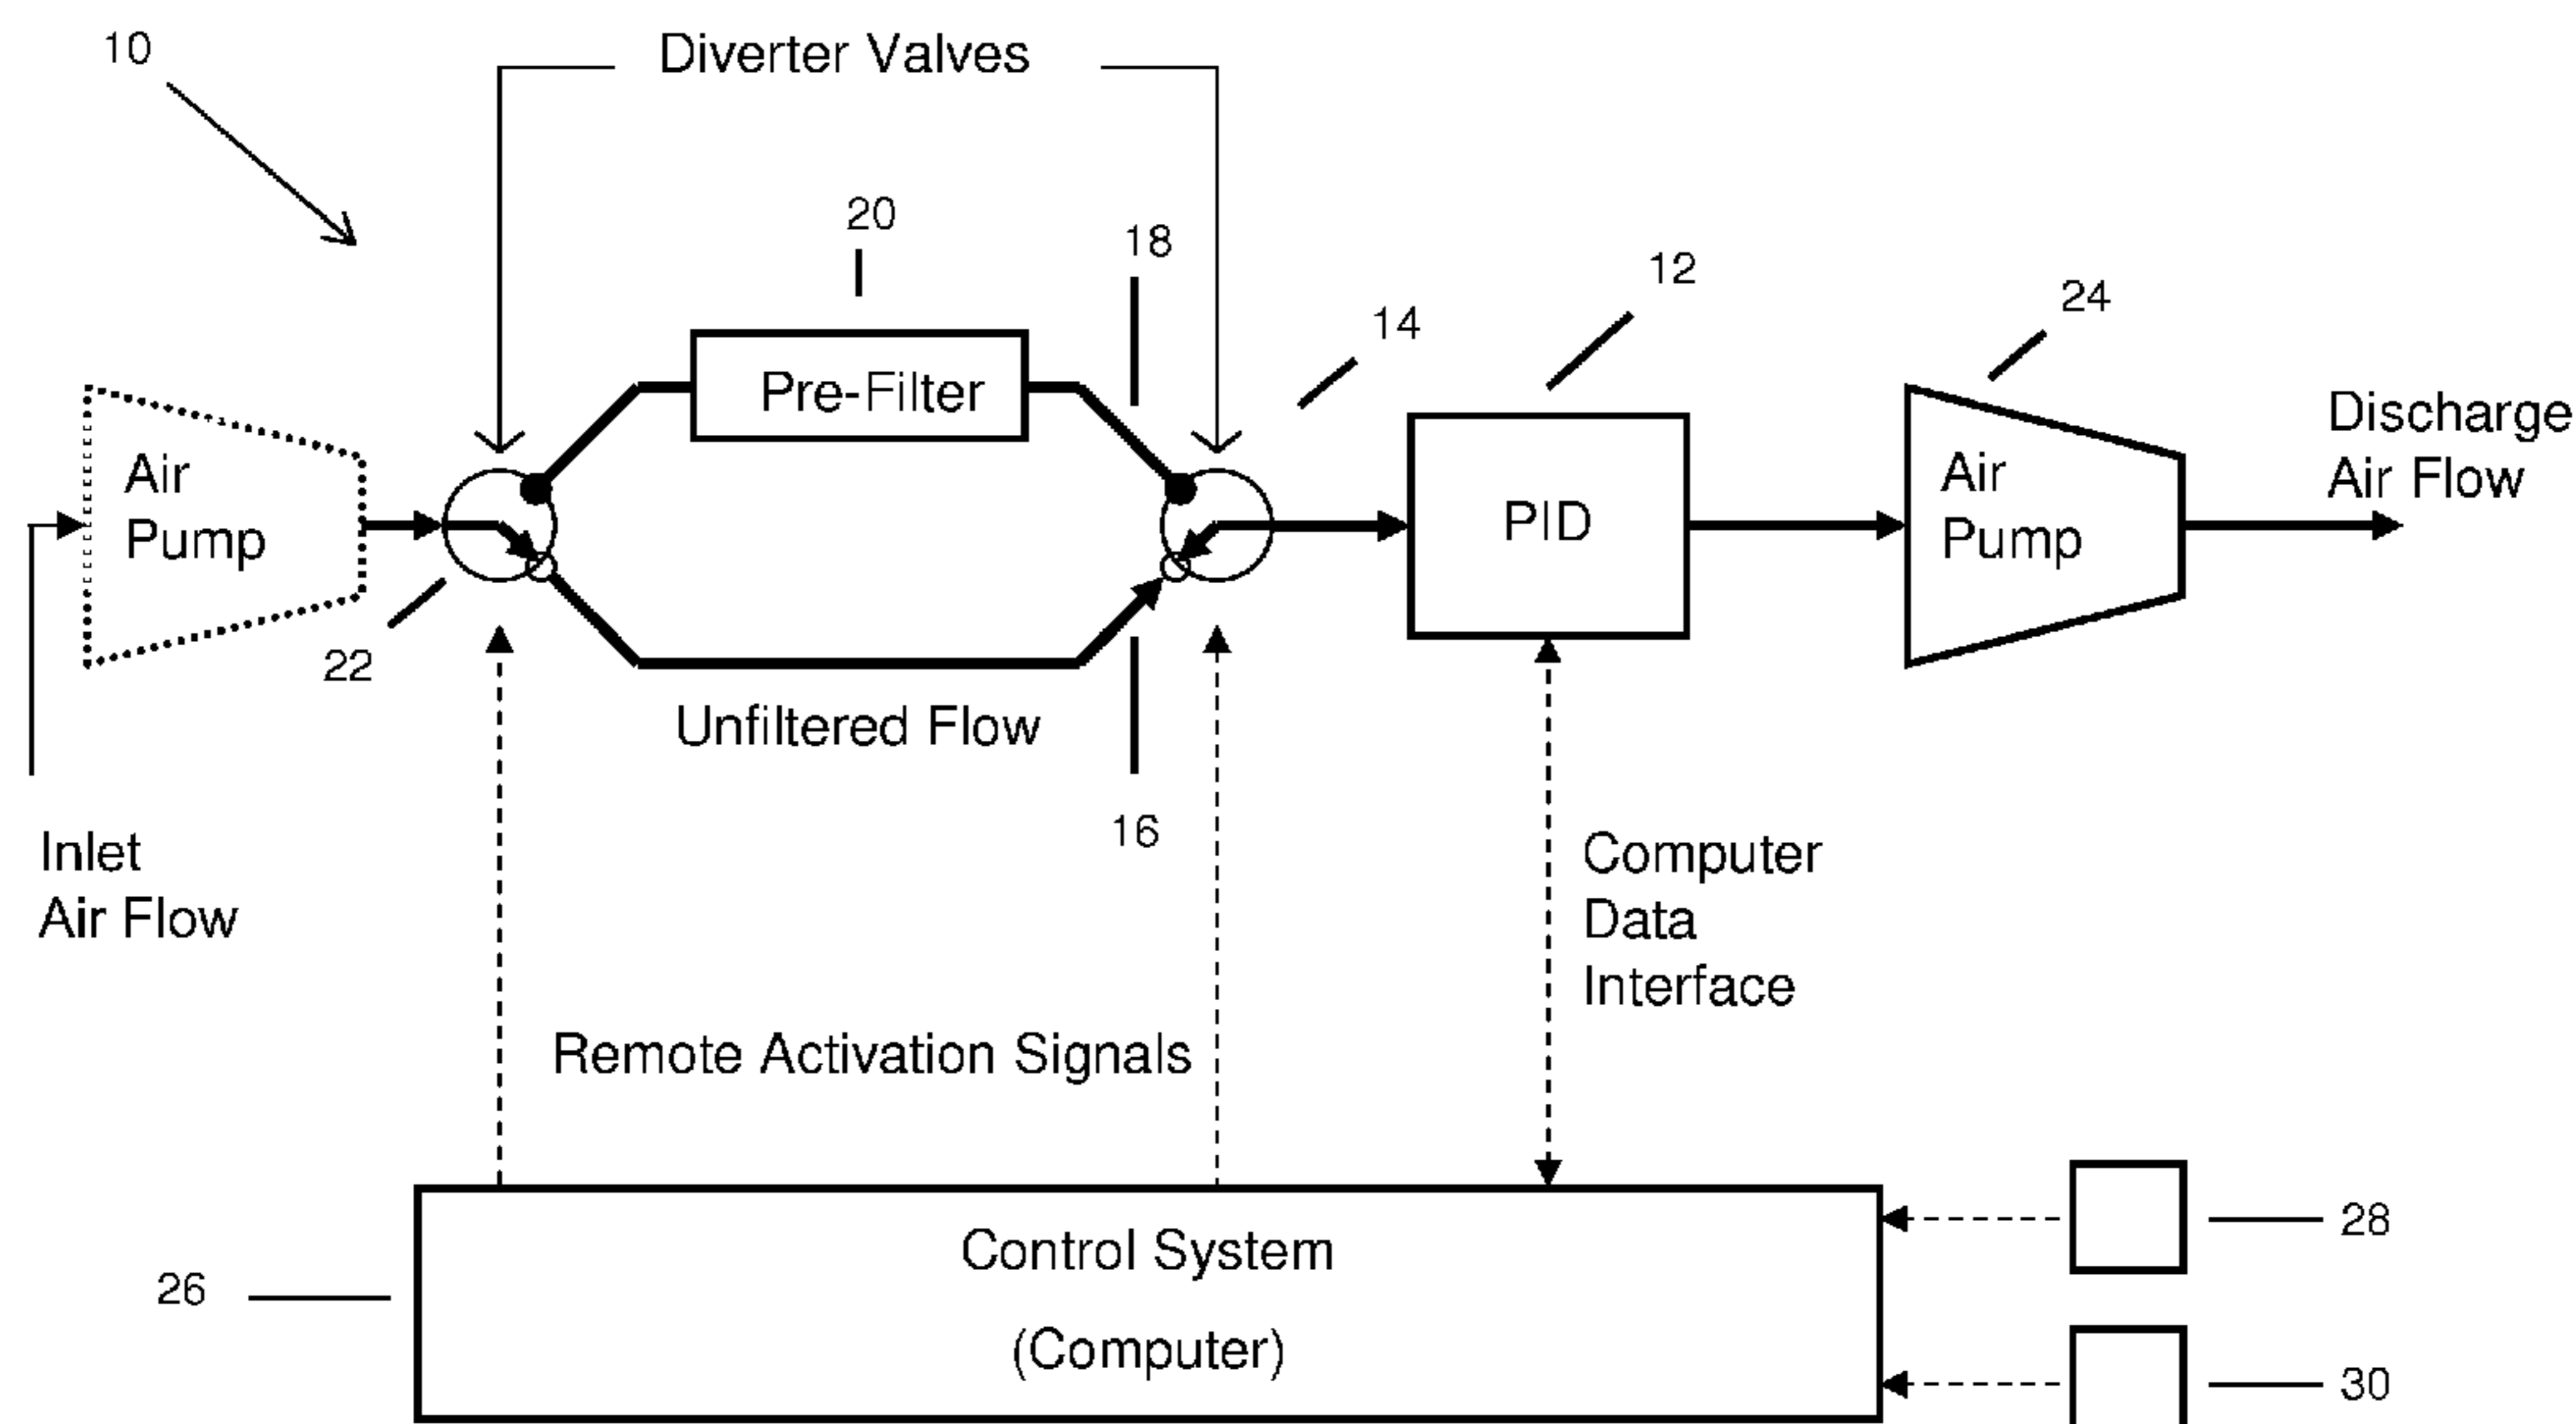 10
Diverter Valves
20
18
14
12
24
Pre-Filter
Air
Pump
PID
Air
Pump
Discharge
Air Flow
22
Unfiltered Flow
16
Inlet
Air Flow
Computer
Data
Interface
Remote Activation Signals
26
Control System
(Computer)
28
30